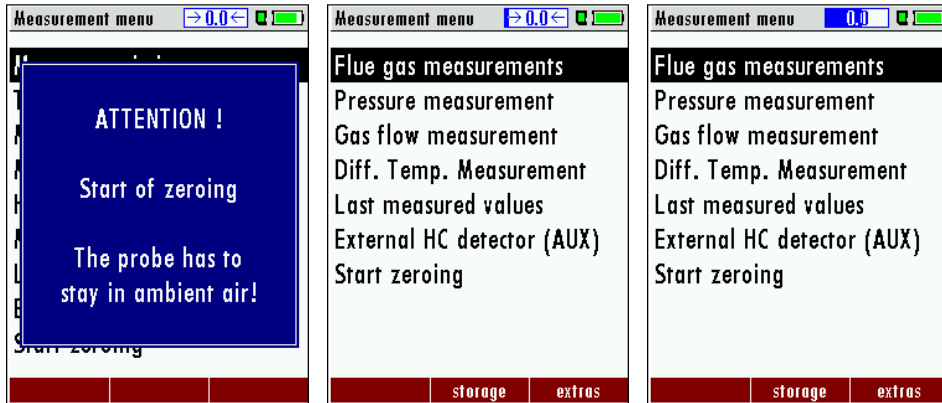 Measurement menu →0.0←
ATTENTION !
Start of zeroing
The probe has to
stay in ambient air!
Start zeroing
Measurement menu →0.0←
Flue gas measurements
Pressure measurement
Gas flow measurement
Diff. Temp. Measurement
Last measured values
External HC detector (AUX)
Start zeroing
storage extras
Measurement menu 0.0
Flue gas measurements
Pressure measurement
Gas flow measurement
Diff. Temp. Measurement
Last measured values
External HC detector (AUX)
Start zeroing
storage extras